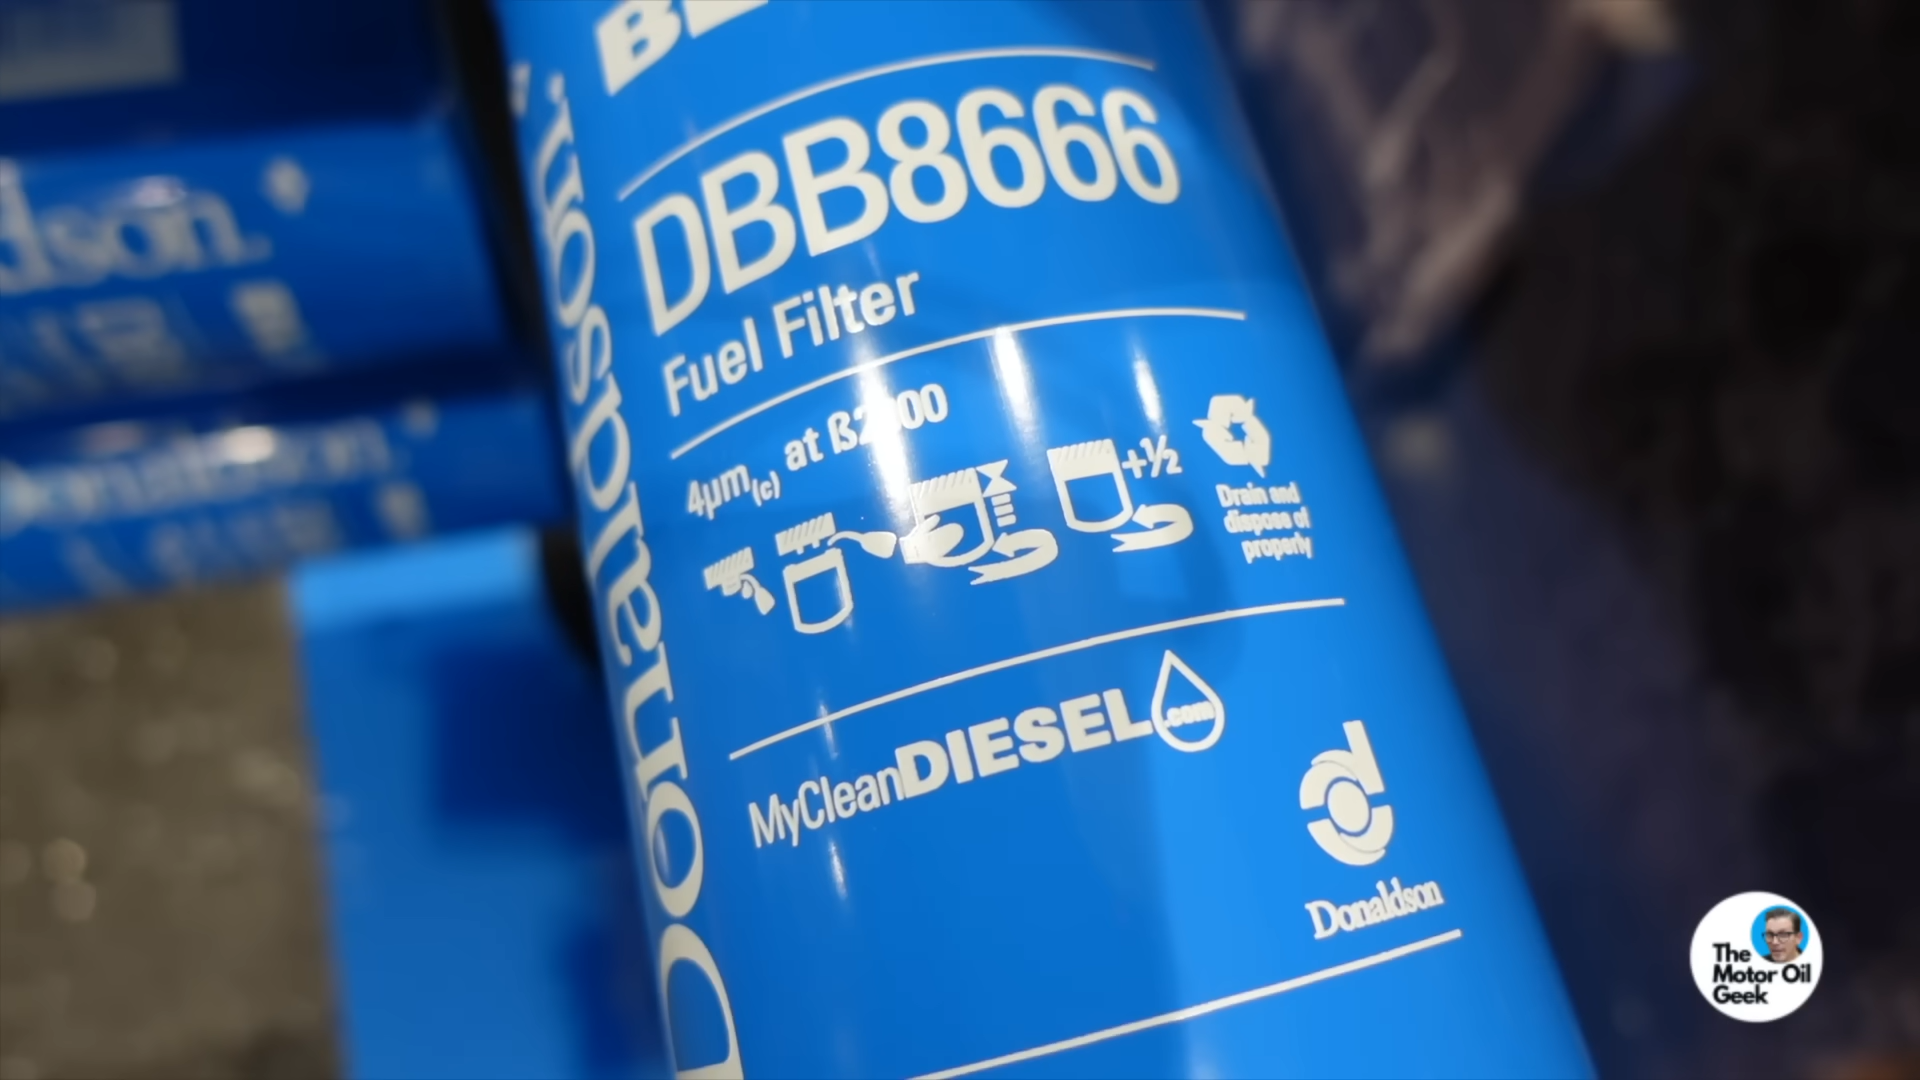 DBB8666
Fuel Filter
4µm(c) at ß2000
+½
Drain and
dispose of
properly
MyCleanDIESEL.com
Donaldson
Donaldson.
dson.
The
Motor Oil
Geek